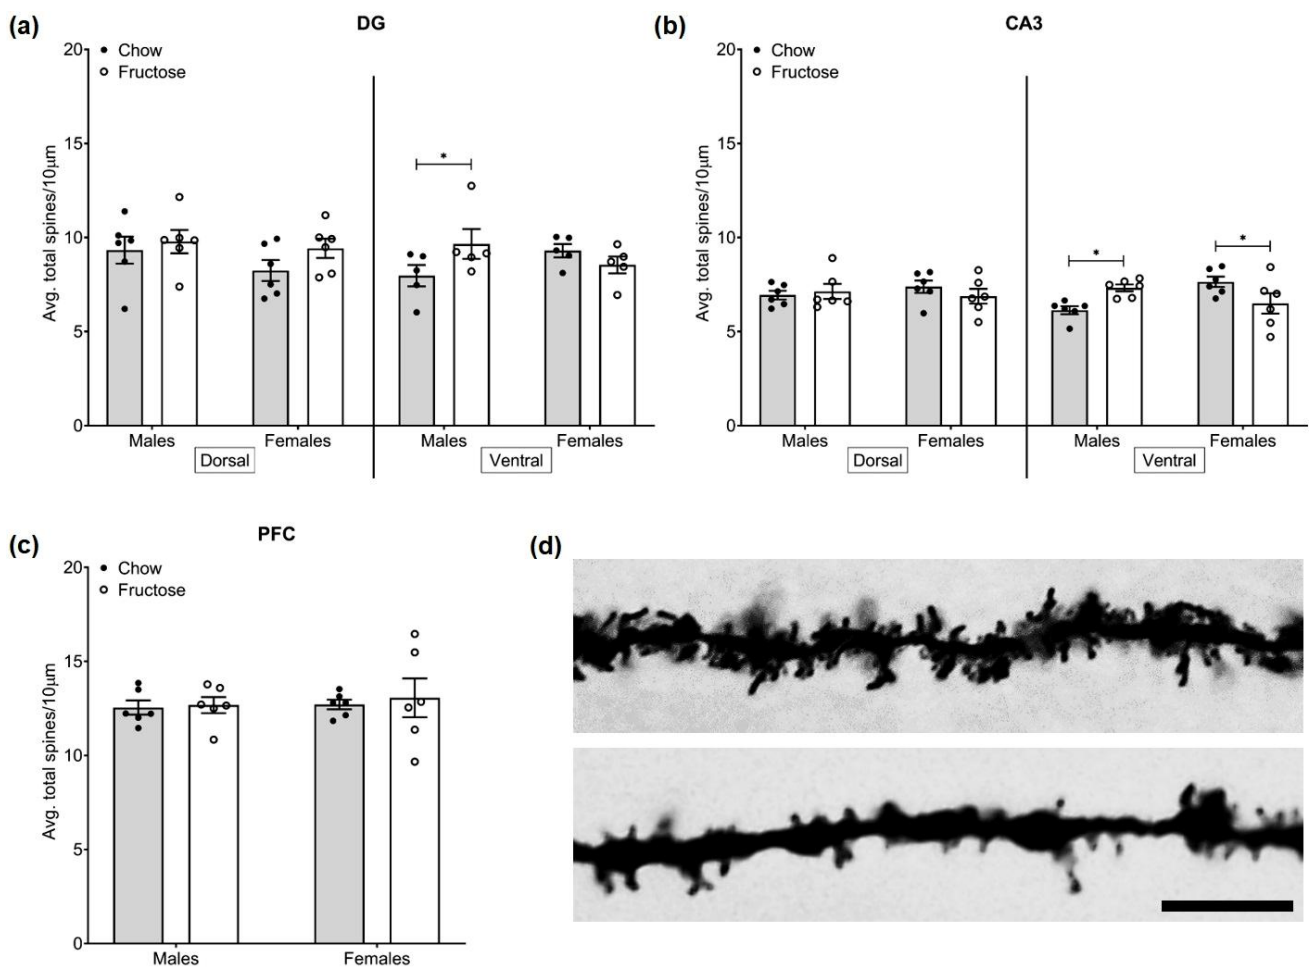 (a)
DG
Chow
Fructose
20
15
10
5
0
Avg. total spines/10μm
*
Males
Females
Males
Females
Dorsal
Ventral
(b)
CA3
Chow
Fructose
20
15
10
5
0
Avg. total spines/10μm
*
*
Males
Females
Males
Females
Dorsal
Ventral
(c)
PFC
Chow
Fructose
20
15
10
5
0
Avg. total spines/10μm
Males
Females
(d)